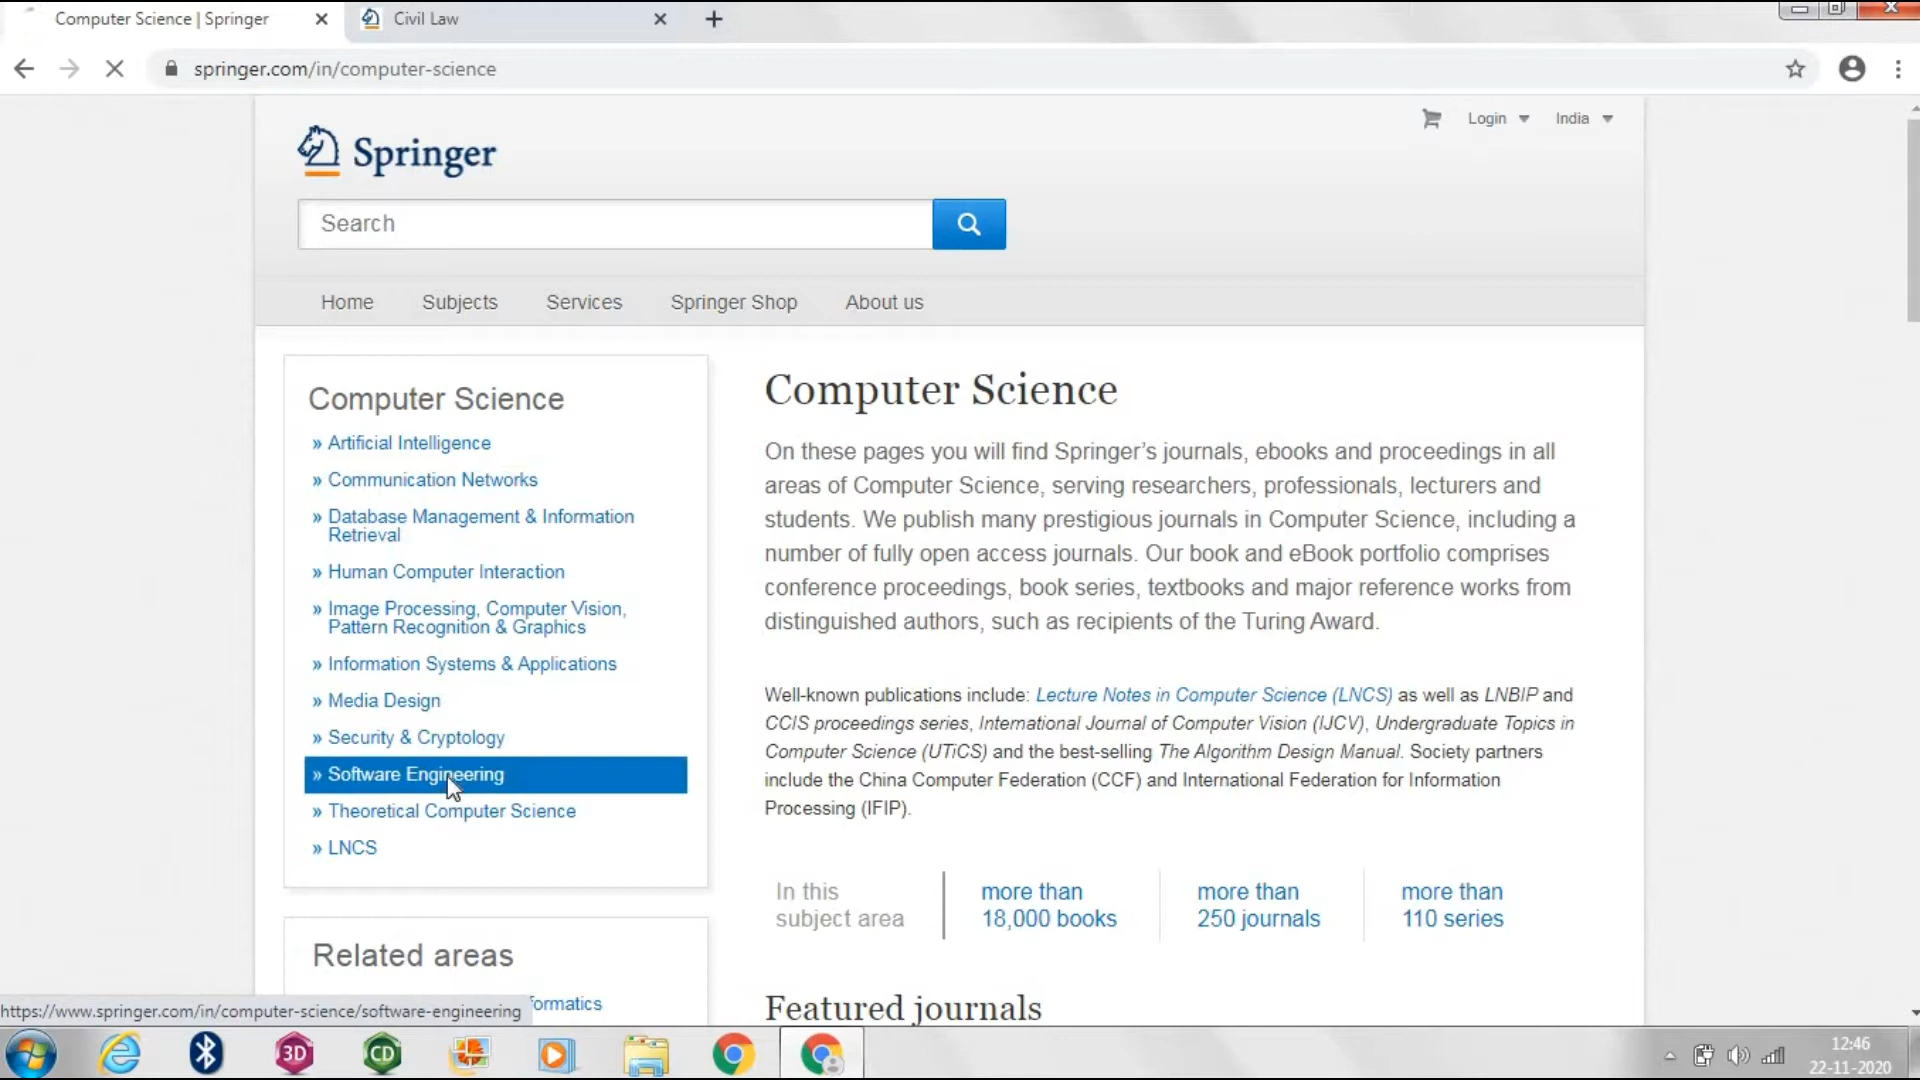 Computer Science | Springer
Civil Law
springer.com/in/computer-science
Login
India
Springer
Search
Home
Subjects
Services
Springer Shop
About us
Computer Science
» Artificial Intelligence
» Communication Networks
» Database Management & Information
Retrieval
» Human Computer Interaction
» Image Processing, Computer Vision,
Pattern Recognition & Graphics
» Information Systems & Applications
» Media Design
» Security & Cryptology
» Software Engineering
» Theoretical Computer Science
» LNCS
Related areas
formatics
Computer Science
On these pages you will find Springer’s journals, ebooks and proceedings in all
areas of Computer Science, serving researchers, professionals, lecturers and
students. We publish many prestigious journals in Computer Science, including a
number of fully open access journals. Our book and eBook portfolio comprises
conference proceedings, book series, textbooks and major reference works from
distinguished authors, such as recipients of the Turing Award.
Well-known publications include: Lecture Notes in Computer Science (LNCS) as well as LNBIP and
CCIS proceedings series, International Journal of Computer Vision (IJCV), Undergraduate Topics in
Computer Science (UTiCS) and the best-selling The Algorithm Design Manual. Society partners
include the China Computer Federation (CCF) and International Federation for Information
Processing (IFIP).
In this
subject area
more than
18,000 books
more than
250 journals
more than
110 series
Featured journals
https://www.springer.com/in/computer-science/software-engineering
3D
CD
12:46
22-11-2020